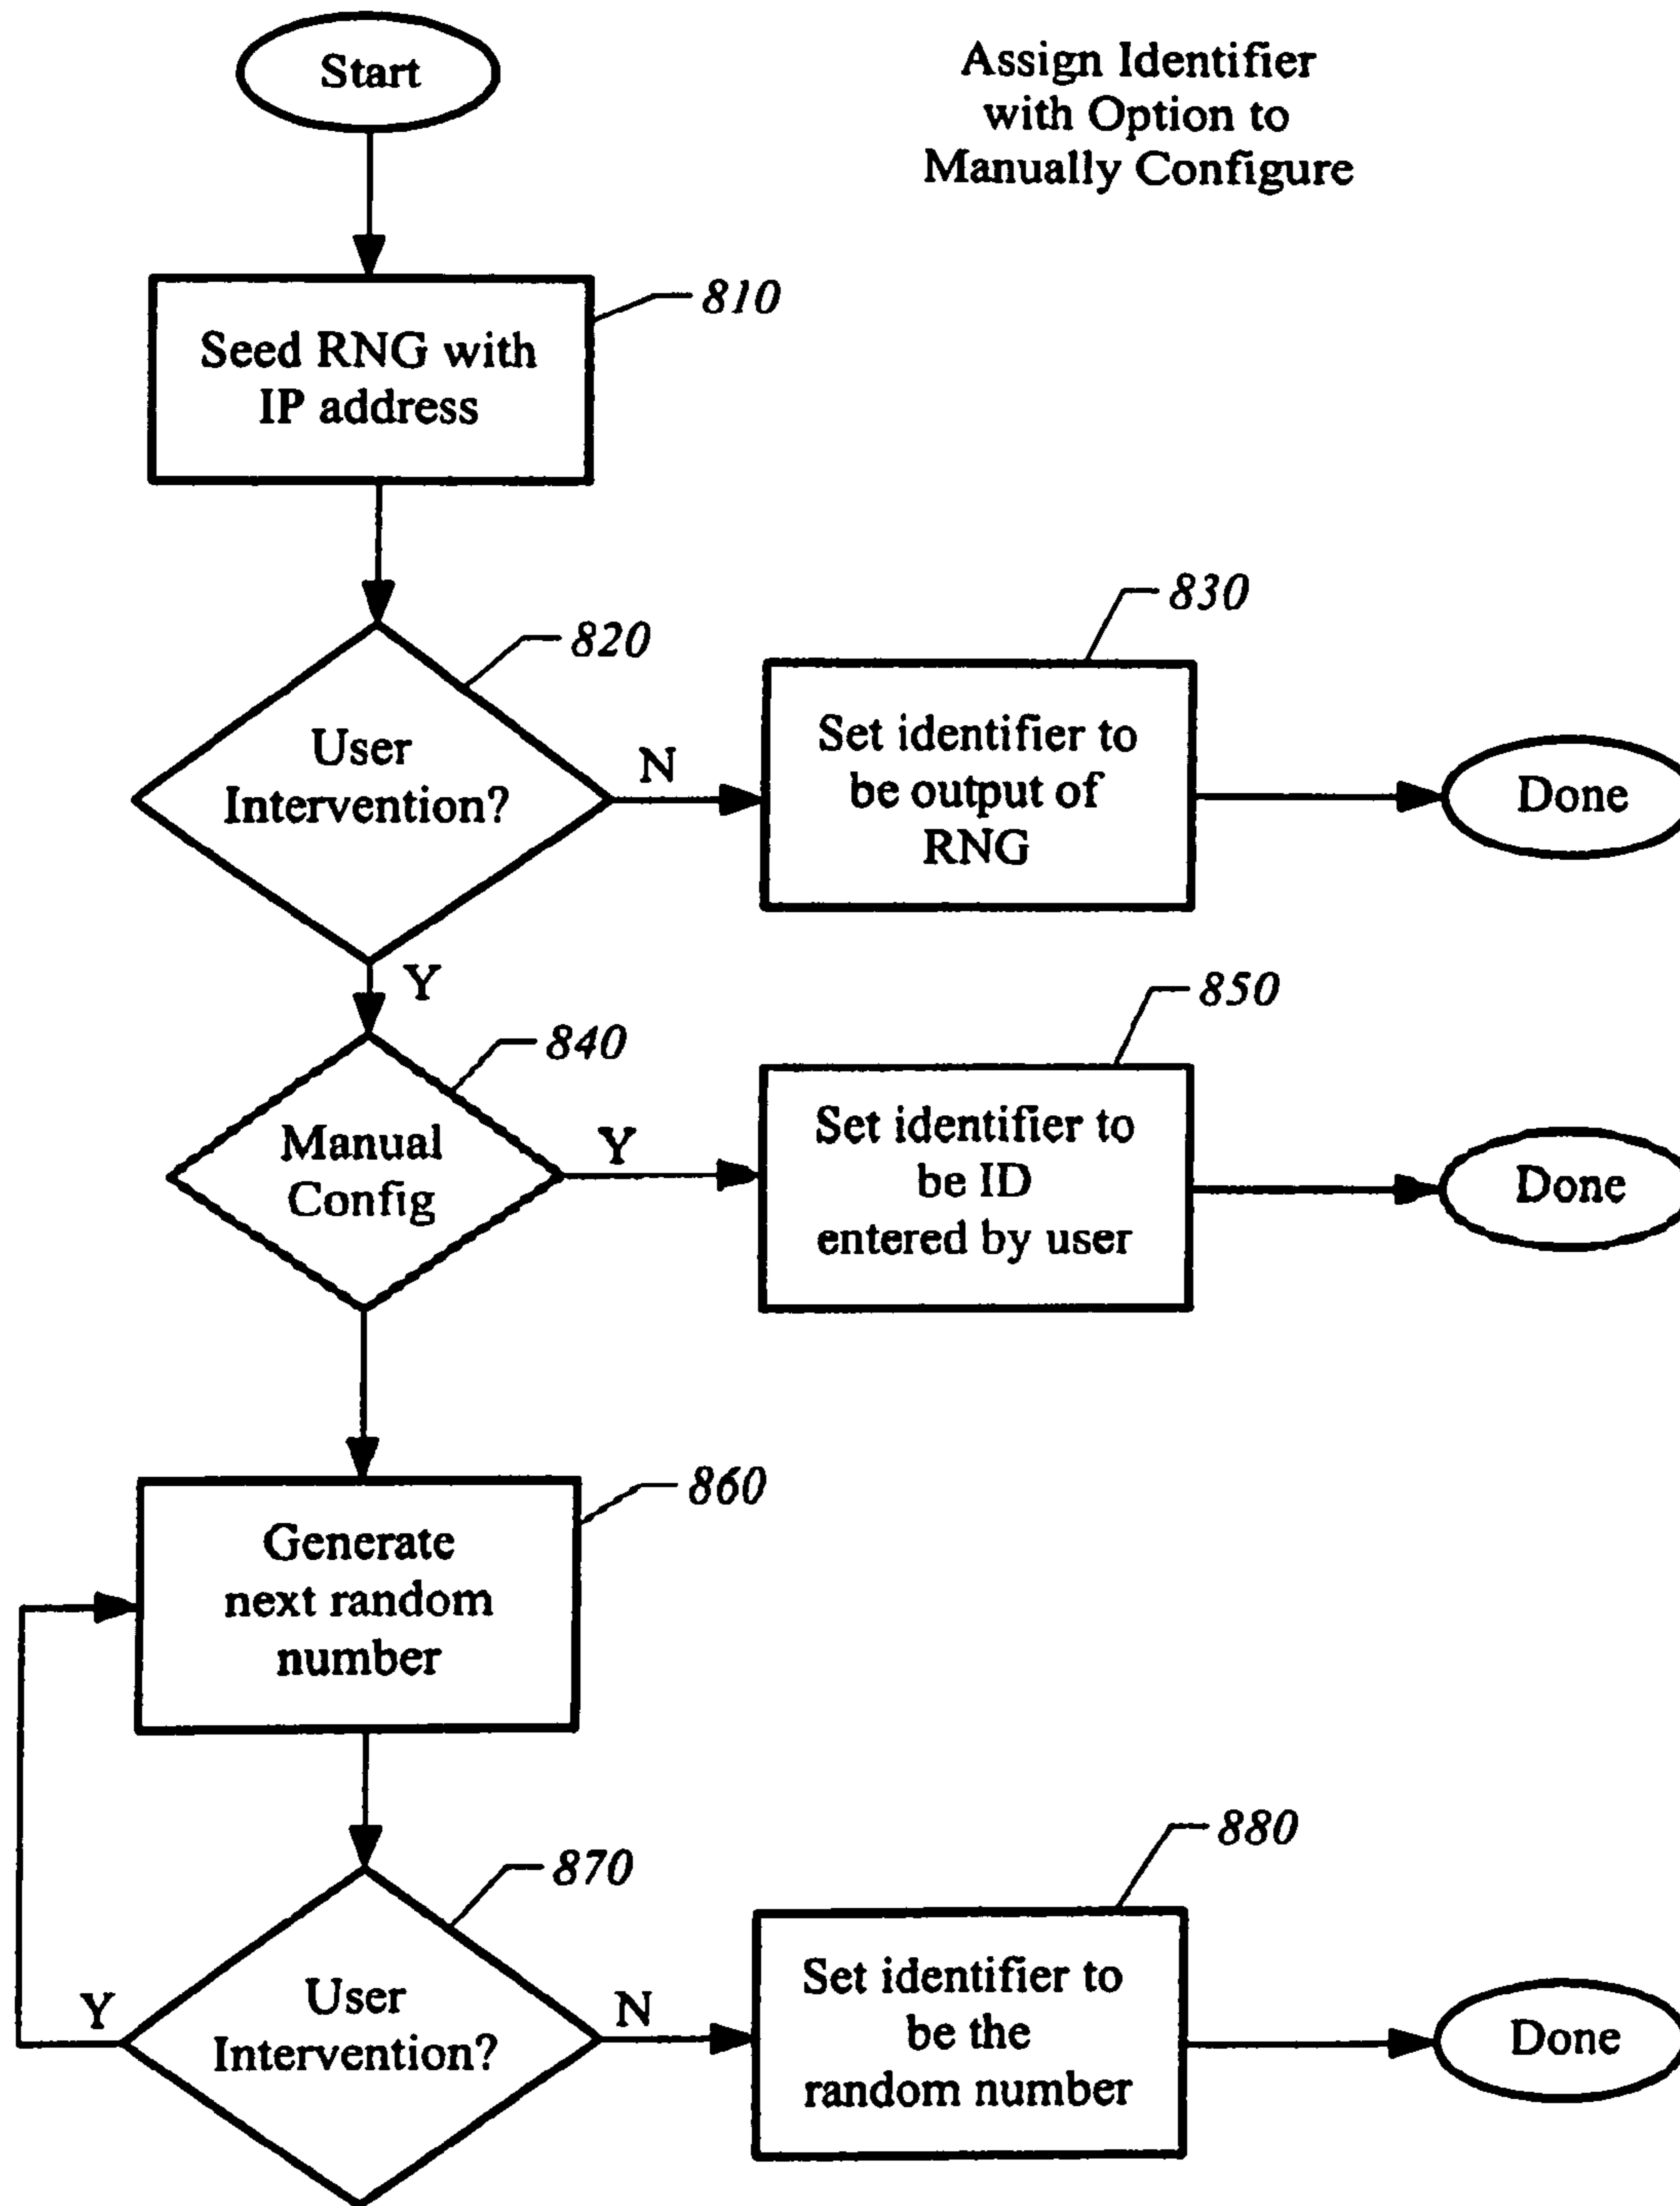 Start
Assign Identifier
with Option to
Manually Configure
810
Seed RNG with
IP address
820
User
Intervention?
N
Y
830
Set identifier to
be output of
RNG
Done
840
Manual
Config
Y
850
Set identifier to
be ID
entered by user
Done
860
Generate
next random
number
870
User
Intervention?
Y
N
880
Set identifier to
be the
random number
Done